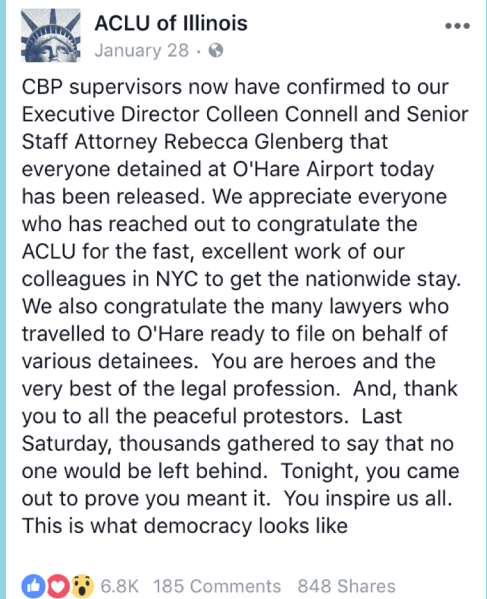 ACLU of Illinois
January 28 ·
CBP supervisors now have confirmed to our
Executive Director Colleen Connell and Senior
Staff Attorney Rebecca Glenberg that
everyone detained at O'Hare Airport today
has been released. We appreciate everyone
who has reached out to congratulate the
ACLU for the fast, excellent work of our
colleagues in NYC to get the nationwide stay.
We also congratulate the many lawyers who
travelled to O'Hare ready to file on behalf of
various detainees.  You are heroes and the
very best of the legal profession.  And, thank
you to all the peaceful protestors.  Last
Saturday, thousands gathered to say that no
one would be left behind.  Tonight, you came
out to prove you meant it.  You inspire us all.
This is what democracy looks like
6.8K 185 Comments 848 Shares